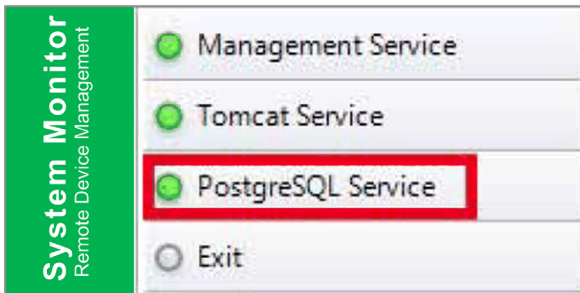 System Monitor
Remote Device Management
Management Service
Tomcat Service
PostgreSQL Service
Exit